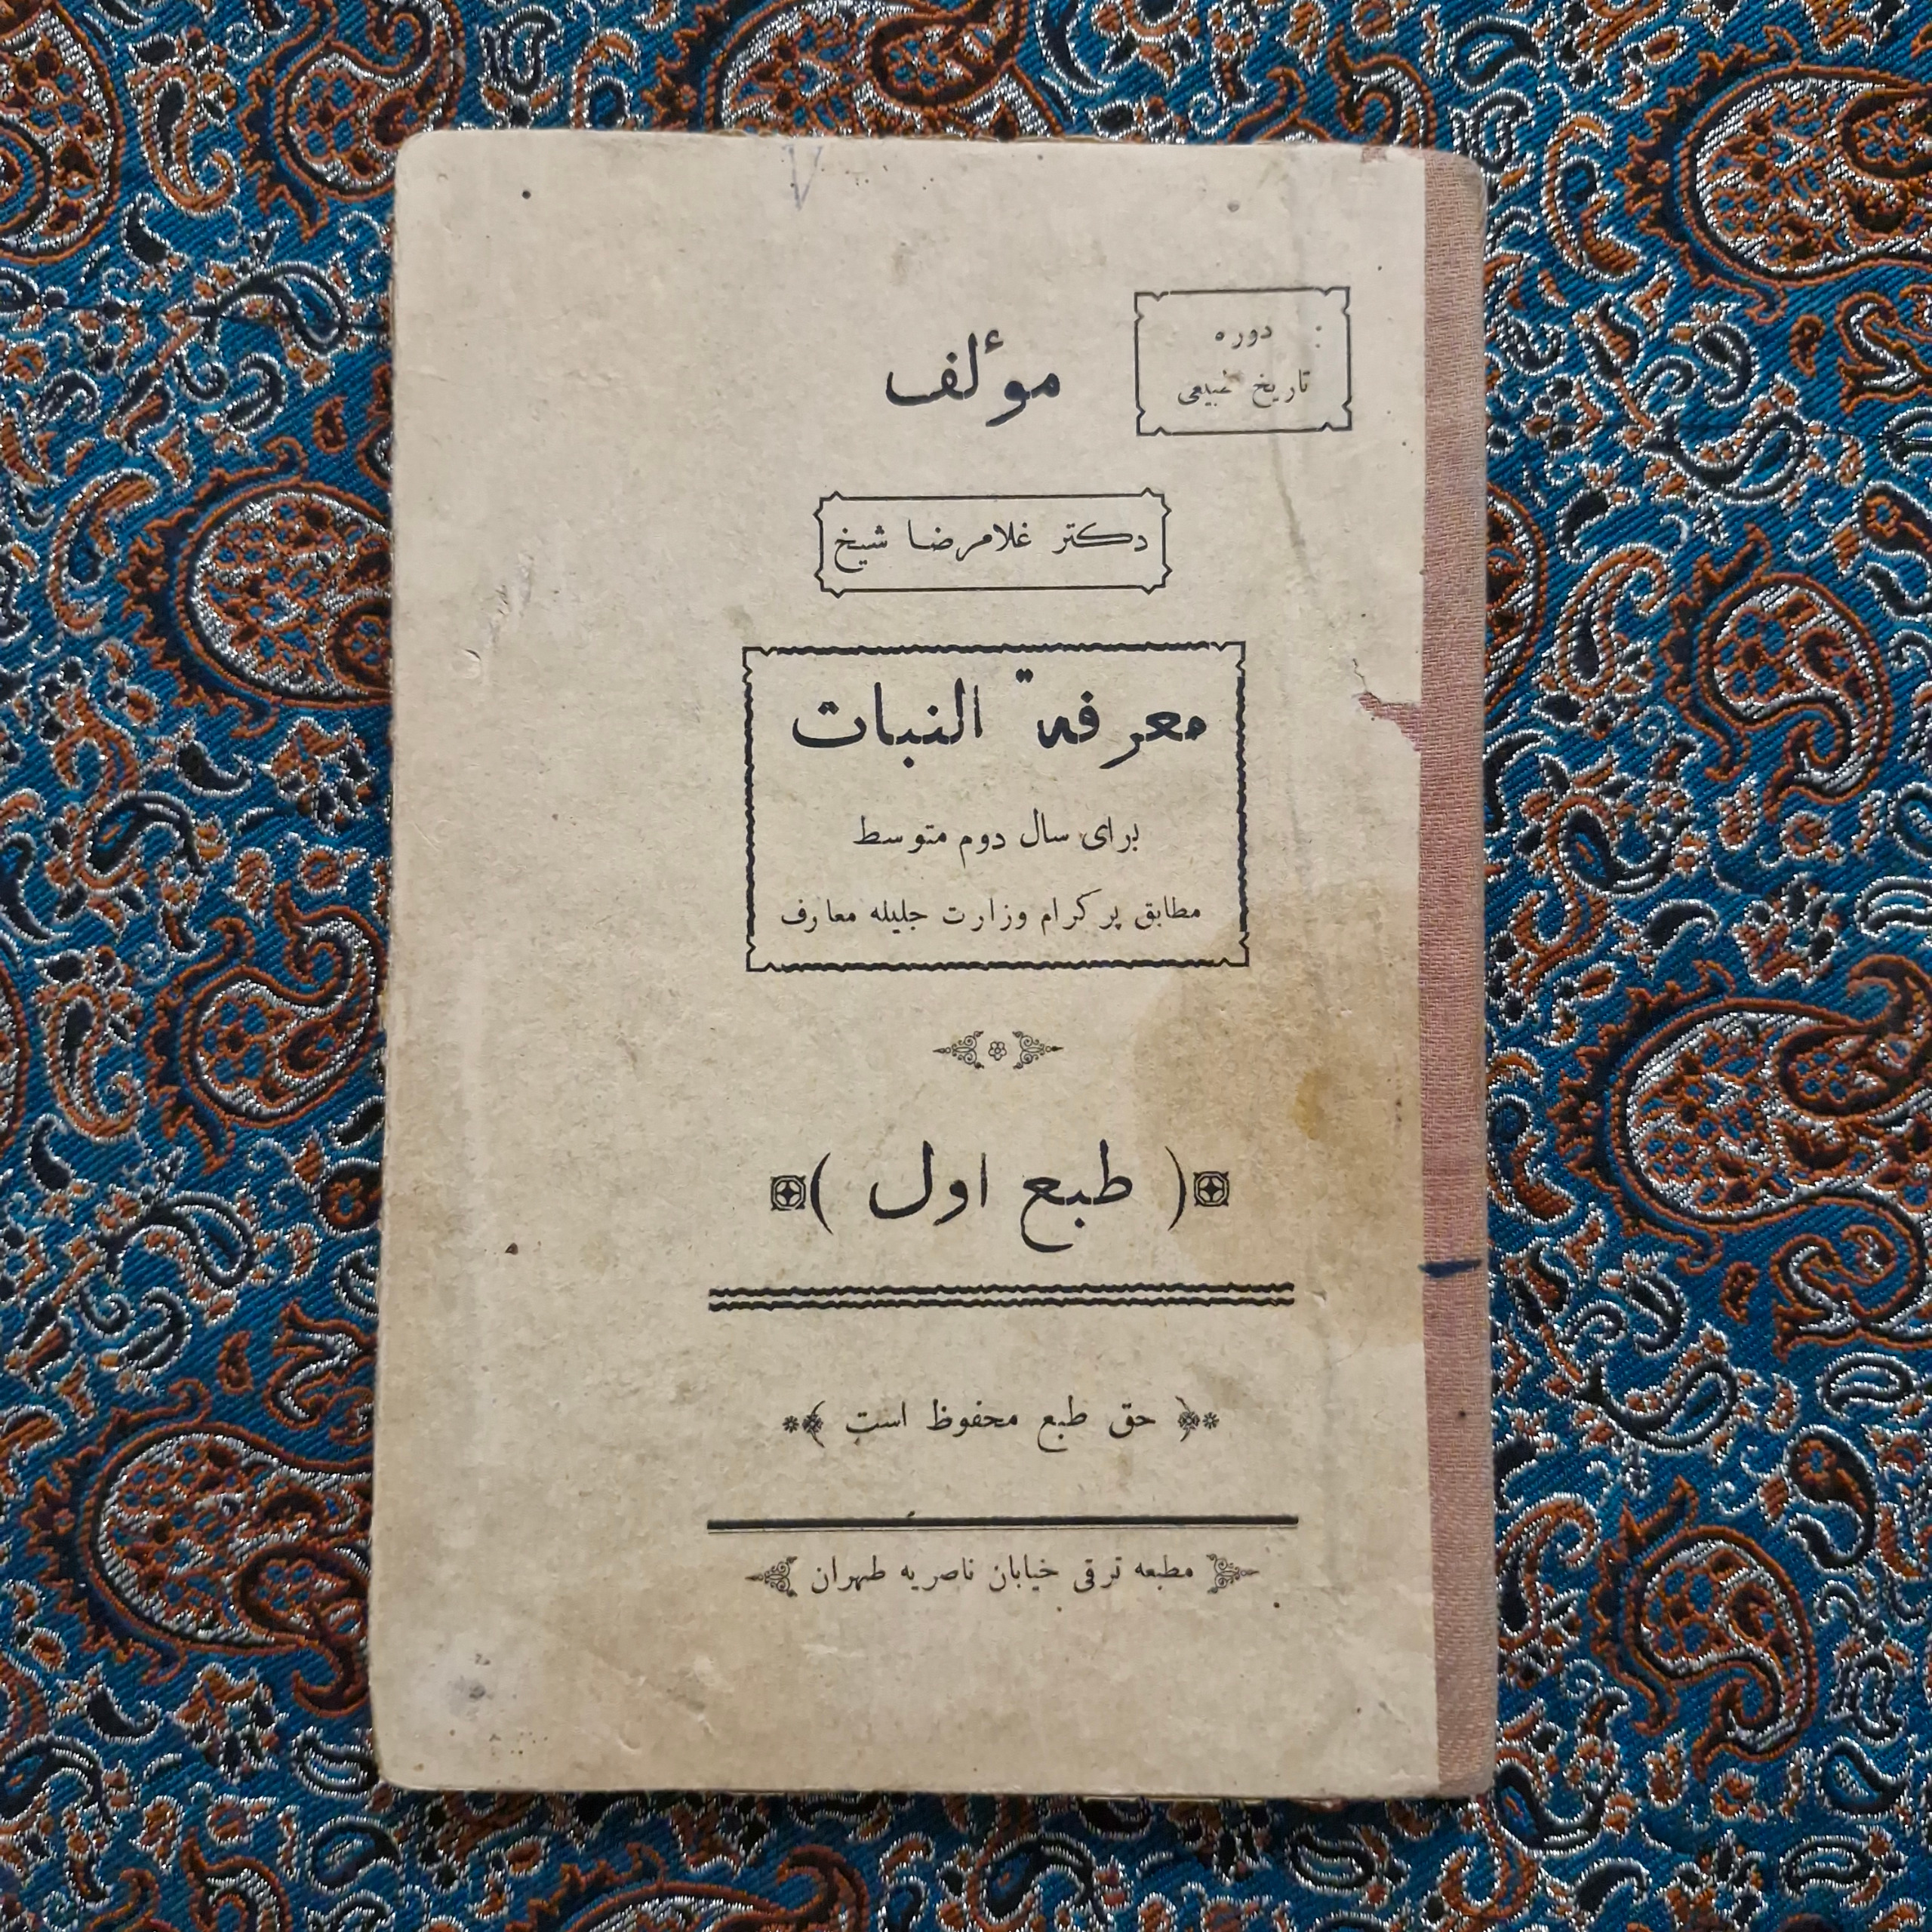 دوره
تاریخ طبیعی
مؤلف
دکتر غلامرضا شیخ
معرفة النبات
برای سال دوم متوسط
مطابق پرگرام وزارت جلیله معارف
( طبع اول )
حق طبع محفوظ است
مطبعه ترقی خیابان ناصریه طهران